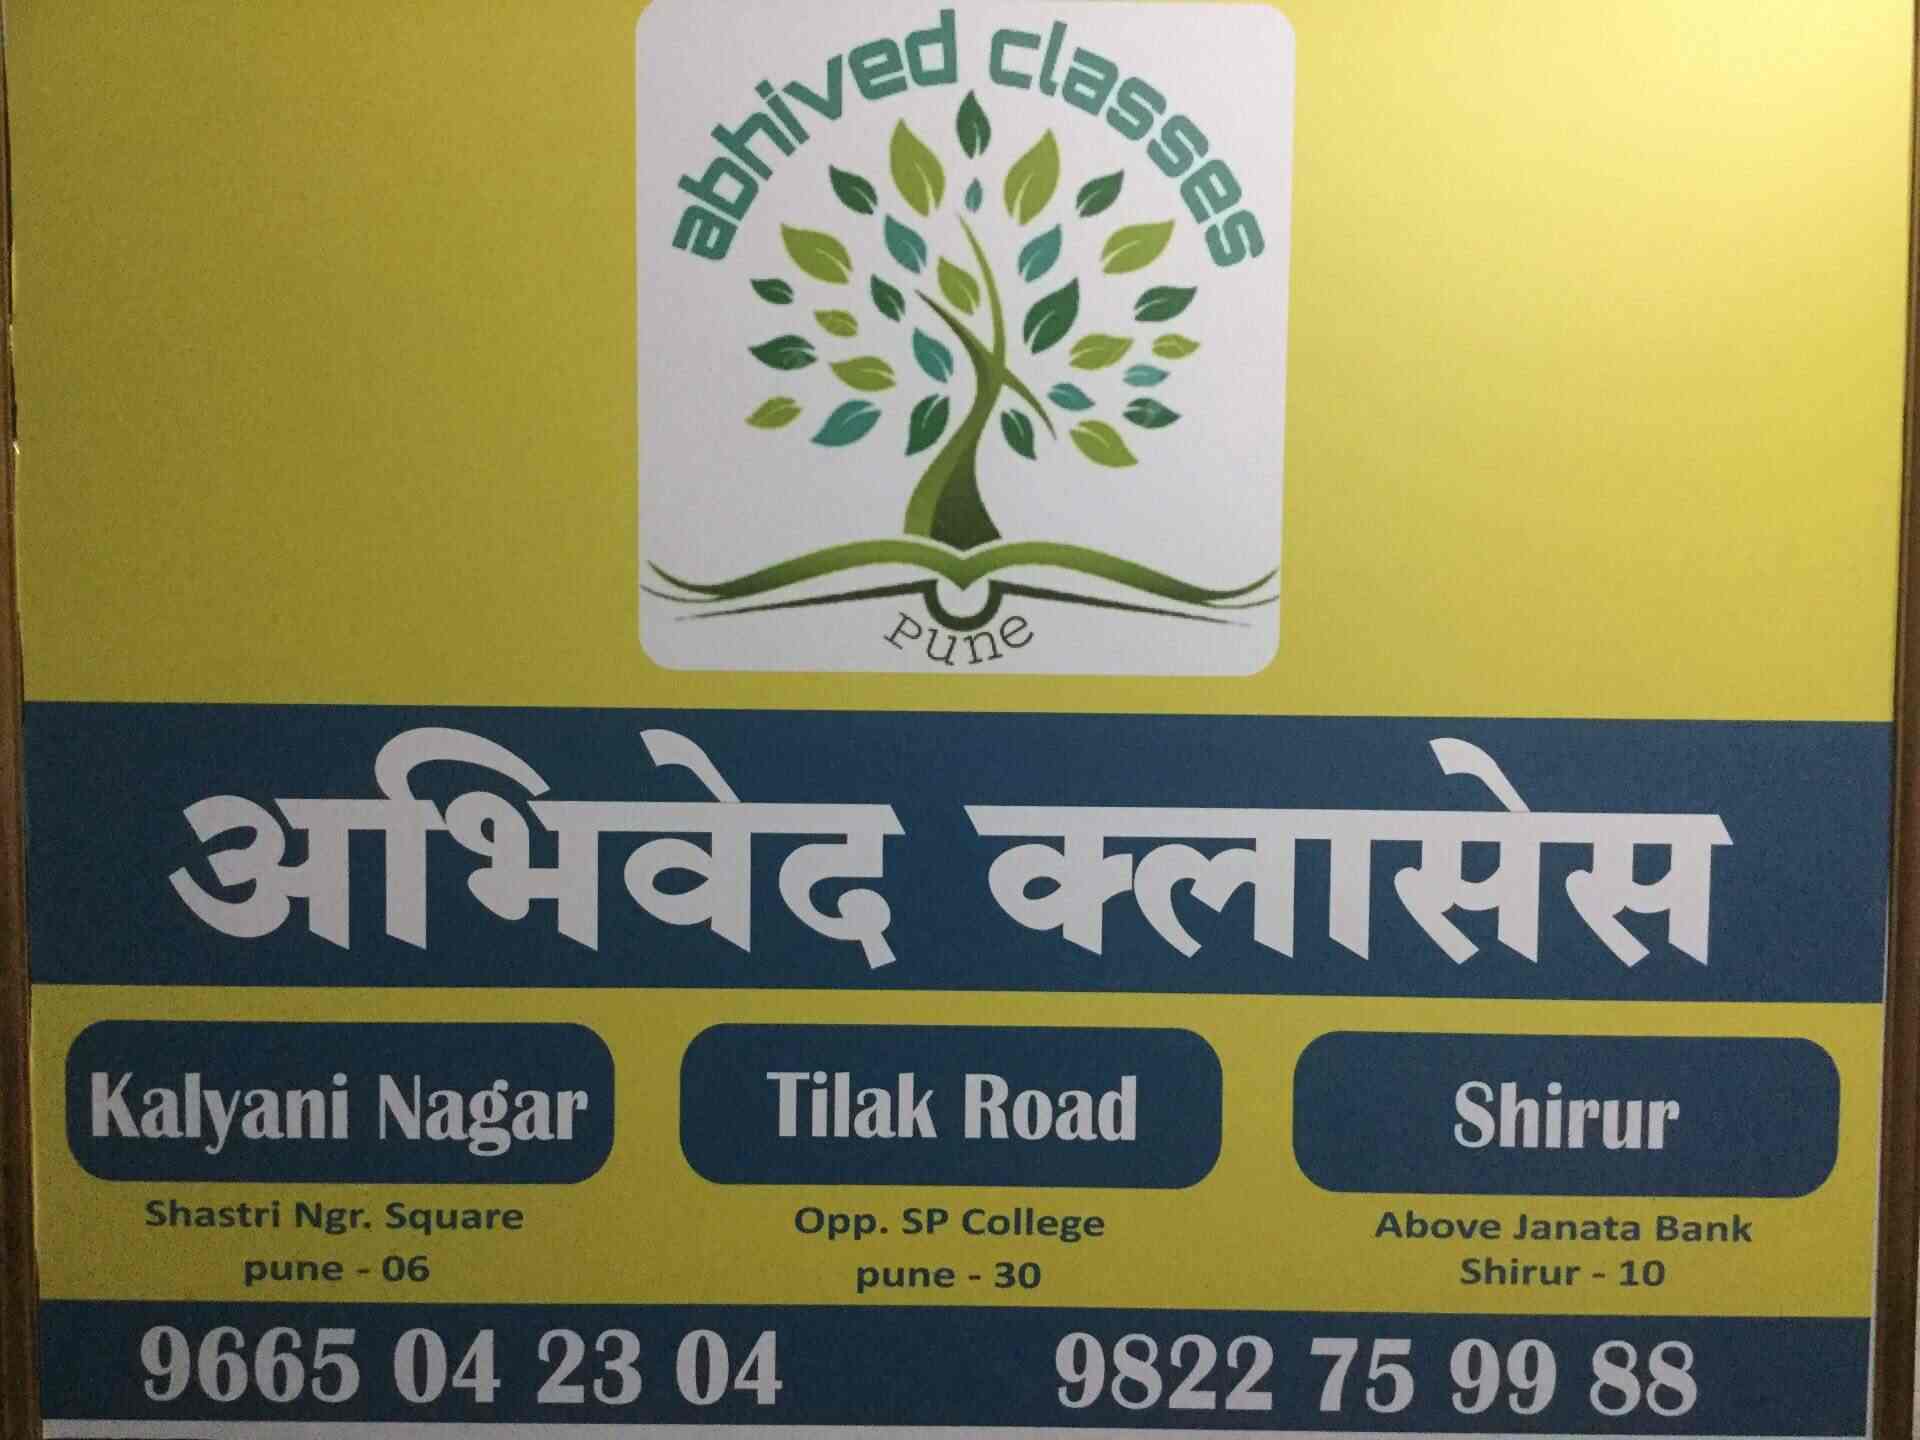 abhived classes
Pune
अभिवेद क्लासेस
Kalyani Nagar
Shastri Ngr. Square
pune - 06
Tilak Road
Opp. SP College
pune - 30
Shirur
Above Janata Bank
Shirur - 10
9665 04 23 04
9822 75 99 88